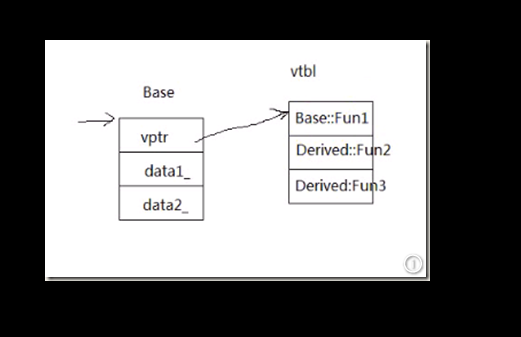 vtbl
Base
vptr
data1_
data2_
Base::Fun1
Derived::Fun2
Derived:Fun3